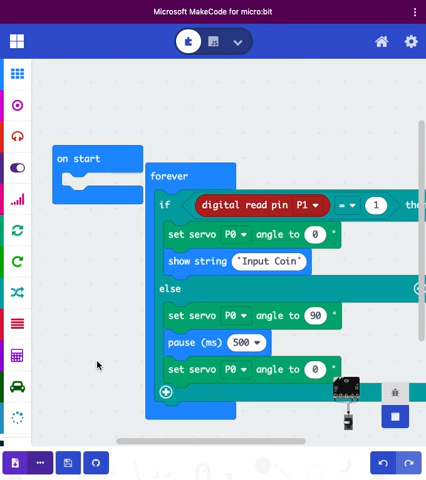 Microsoft MakeCode for micro:bit
on start
forever
if digital read pin P1 = 1
set servo P0 angle to 0 °
show string "Input Coin"
else
set servo P0 angle to 90 °
pause (ms) 500
set servo P0 angle to 0 °